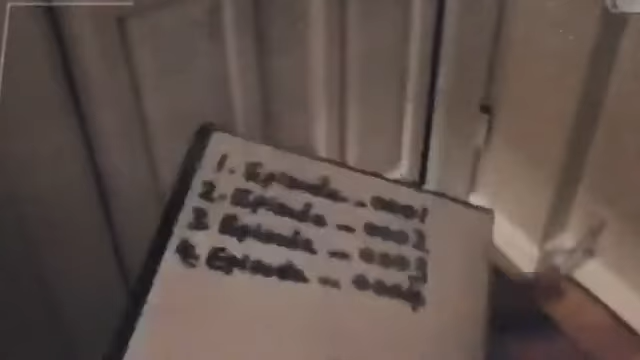 1. Episode - 0001
2. Episode - 0002
3. Episode - 0003
4. Episode - 0004